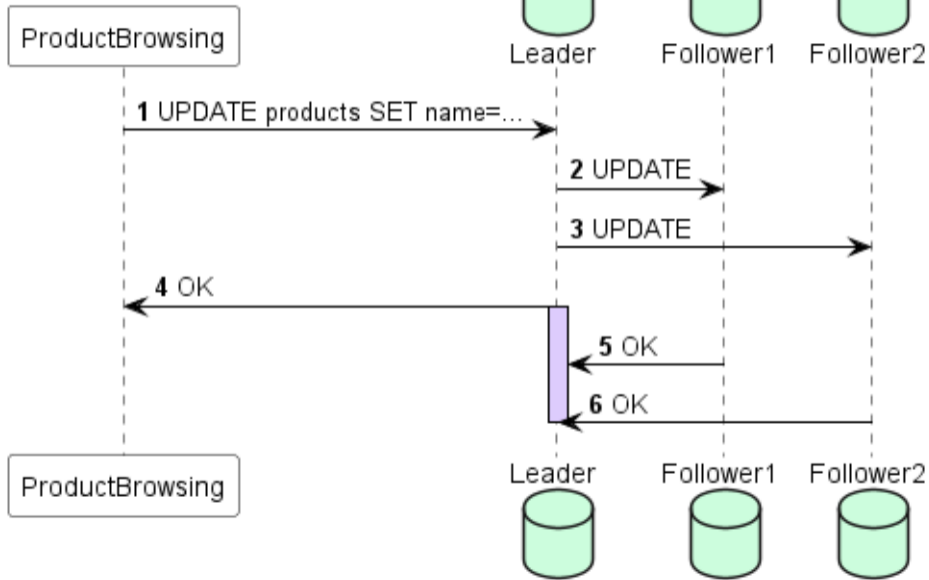 ProductBrowsing
Leader
Follower1
Follower2
1 UPDATE products SET name=...
2 UPDATE
3 UPDATE
4 OK
5 OK
6 OK
ProductBrowsing
Leader
Follower1
Follower2